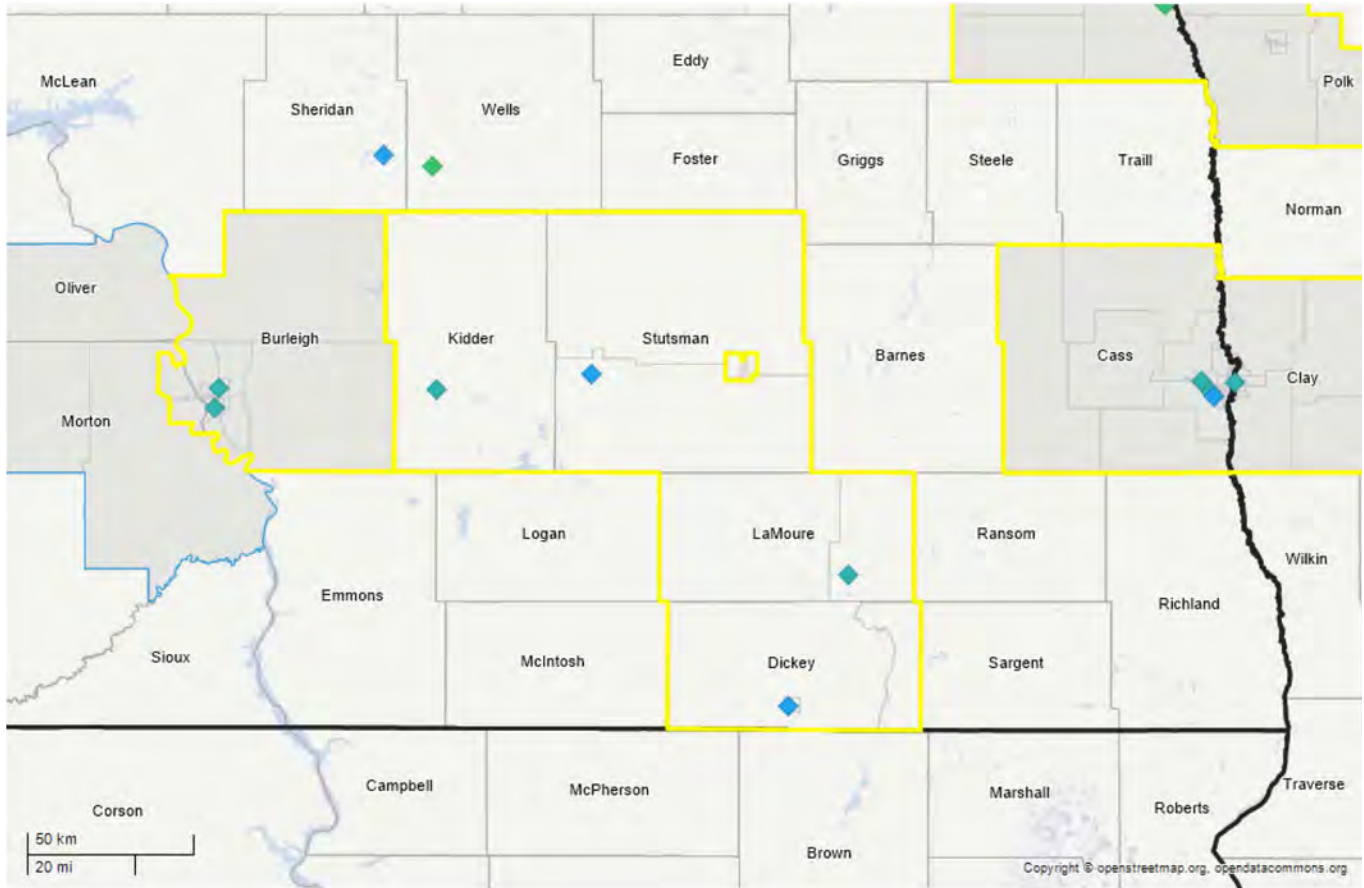 Eddy
McLean
Polk
Sheridan
Wells
Foster
Griggs
Steele
Traill
Norman
Oliver
Burleigh
Kidder
Stutsman
Barnes
Cass
Clay
Morton
Logan
LaMoure
Ransom
Wilkin
Emmons
Richland
Sioux
McIntosh
Dickey
Sargent
Campbell
McPherson
Marshall
Traverse
Corson
Roberts
50 km
20 mi
Brown
Copyright © openstreetmap.org, opendatacommons.org